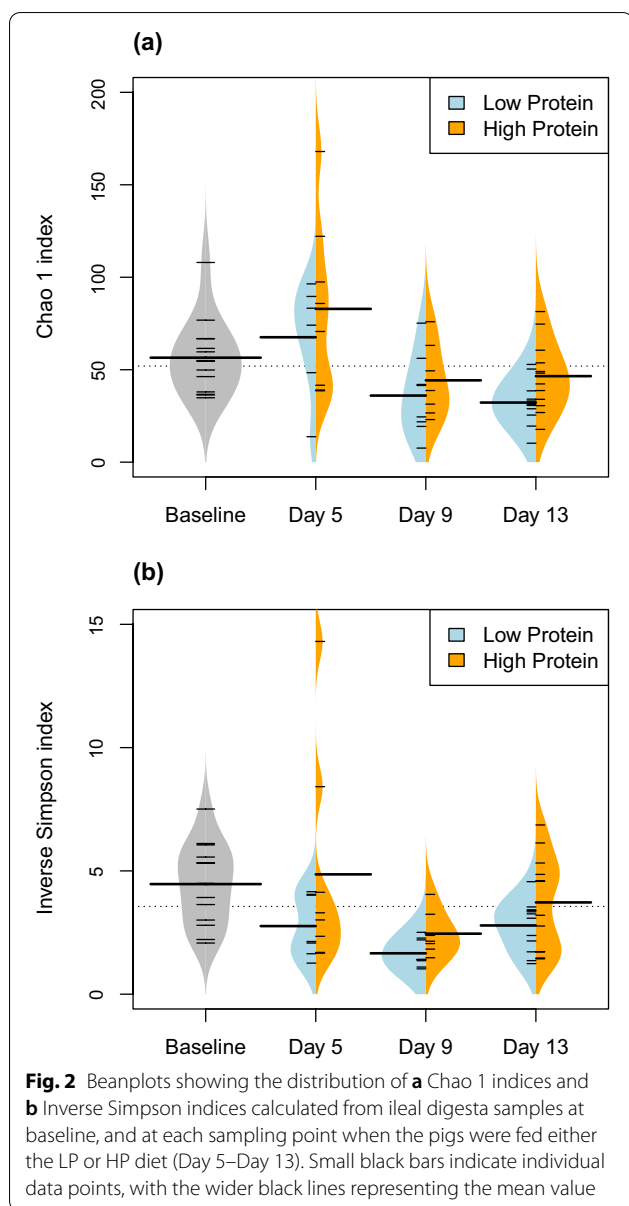 (a)
Low Protein
High Protein
Chao 1 index
200
150
100
50
0
Baseline Day 5 Day 9 Day 13
(b)
Low Protein
High Protein
Inverse Simpson index
15
10
5
0
Baseline Day 5 Day 9 Day 13
Fig. 2 Beanplots showing the distribution of a Chao 1 indices and
b Inverse Simpson indices calculated from ileal digesta samples at
baseline, and at each sampling point when the pigs were fed either
the LP or HP diet (Day 5–Day 13). Small black bars indicate individual
data points, with the wider black lines representing the mean value